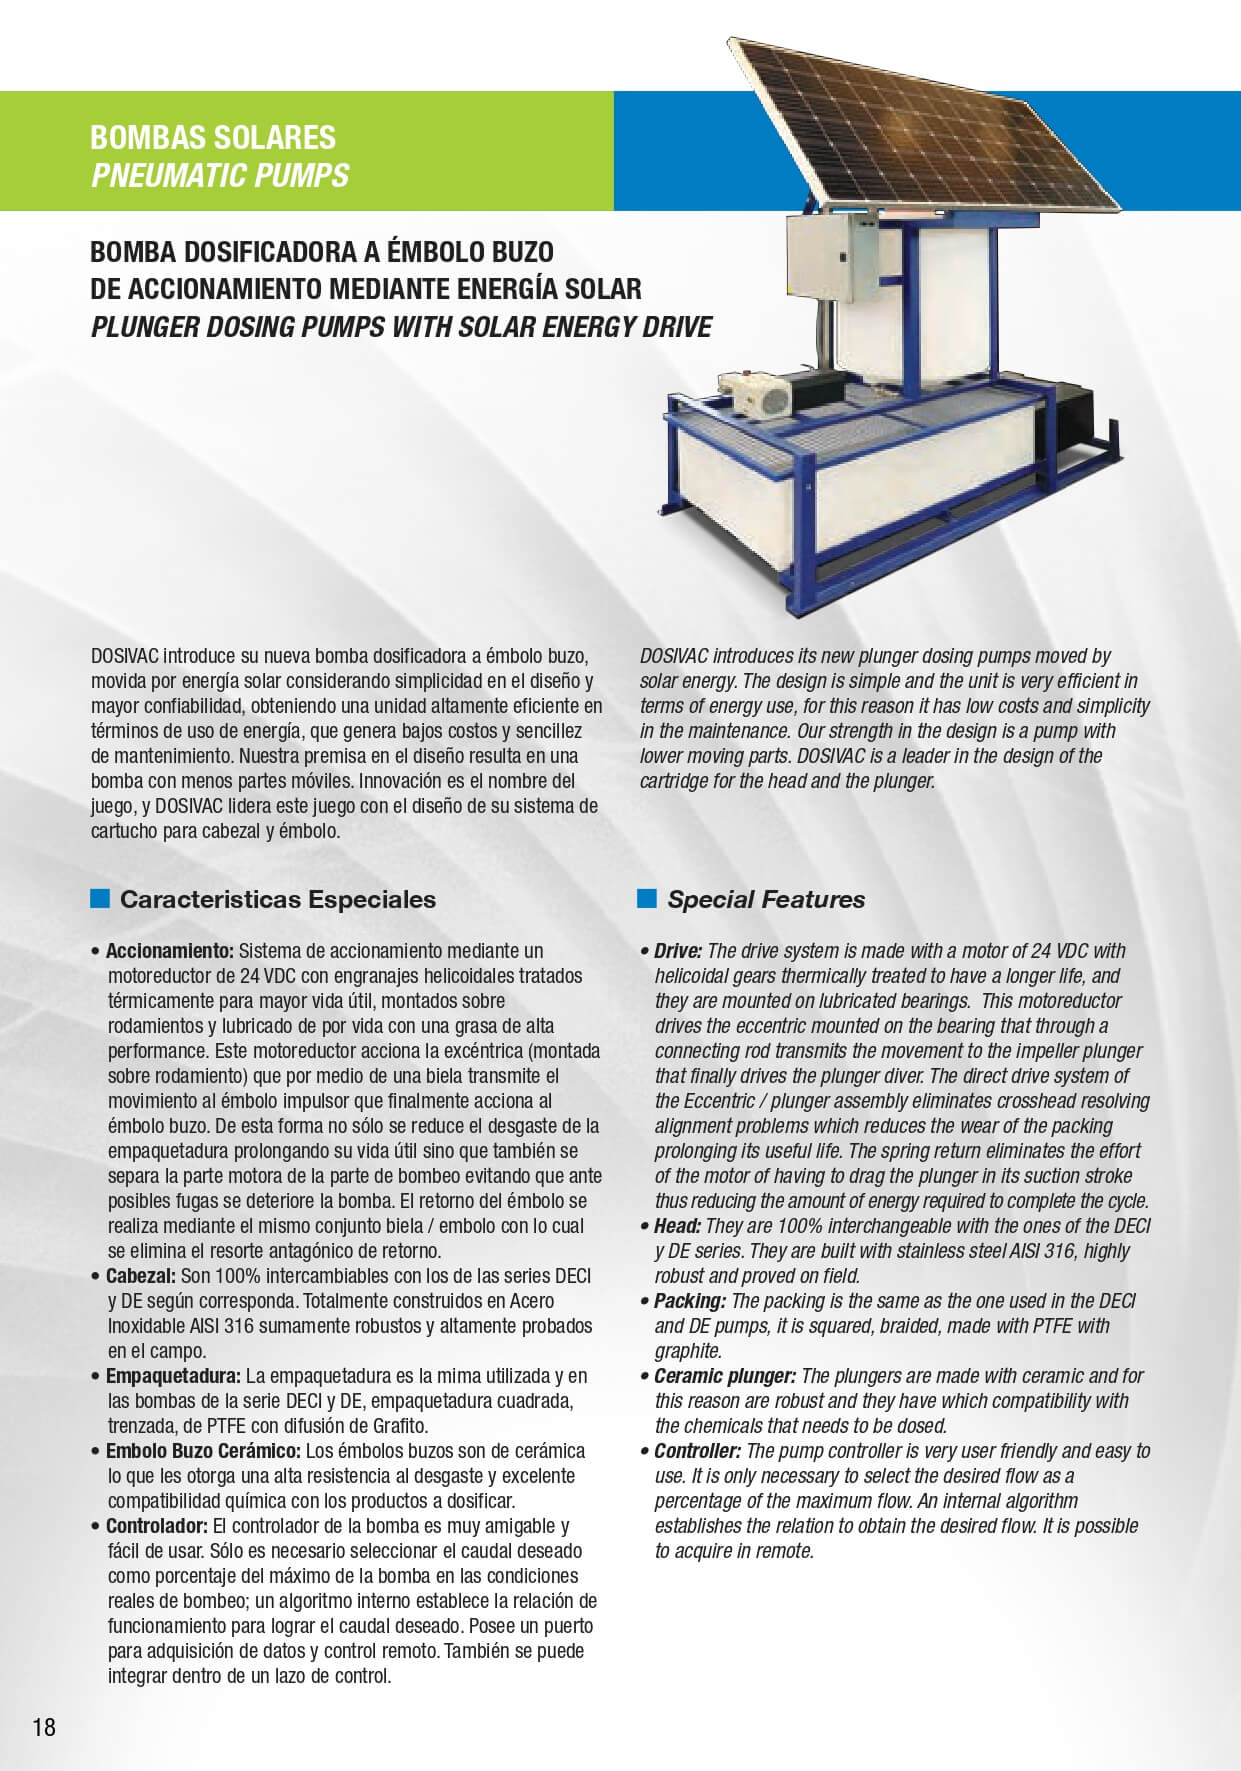 BOMBAS SOLARES
PNEUMATIC PUMPS
BOMBA DOSIFICADORA A ÉMBOLO BUZO
DE ACCIONAMIENTO MEDIANTE ENERGÍA SOLAR
PLUNGER DOSING PUMPS WITH SOLAR ENERGY DRIVE
DOSIVAC introduce su nueva bomba dosificadora a émbolo buzo,
movida por energía solar considerando simplicidad en el diseño y
mayor confiabilidad, obteniendo una unidad altamente eficiente en
términos de uso de energía, que genera bajos costos y sencillez
de mantenimiento. Nuestra premisa en el diseño resulta en una
bomba con menos partes móviles. Innovación es el nombre del
juego, y DOSIVAC lidera este juego con el diseño de su sistema de
cartucho para cabezal y émbolo.
DOSIVAC introduces its new plunger dosing pumps moved by
solar energy. The design is simple and the unit is very efficient in
terms of energy use, for this reason it has low costs and simplicity
in the maintenance. Our strength in the design is a pump with
lower moving parts. DOSIVAC is a leader in the design of the
cartridge for the head and the plunger.
Caracteristicas Especiales
• Accionamiento: Sistema de accionamiento mediante un
motoreductor de 24 VDC con engranajes helicoidales tratados
térmicamente para mayor vida útil, montados sobre
rodamientos y lubricado de por vida con una grasa de alta
performance. Este motoreductor acciona la excéntrica (montada
sobre rodamiento) que por medio de una biela transmite el
movimiento al émbolo impulsor que finalmente acciona al
émbolo buzo. De esta forma no sólo se reduce el desgaste de la
empaquetadura prolongando su vida útil sino que también se
separa la parte motora de la parte de bombeo evitando que ante
posibles fugas se deteriore la bomba. El retorno del émbolo se
realiza mediante el mismo conjunto biela / embolo con lo cual
se elimina el resorte antagónico de retorno.
• Cabezal: Son 100% intercambiables con los de las series DECI
y DE según corresponda. Totalmente construidos en Acero
Inoxidable AISI 316 sumamente robustos y altamente probados
en el campo.
• Empaquetadura: La empaquetadura es la mima utilizada y en
las bombas de la serie DECI y DE, empaquetadura cuadrada,
trenzada, de PTFE con difusión de Grafito.
• Embolo Buzo Cerámico: Los émbolos buzos son de cerámica
lo que les otorga una alta resistencia al desgaste y excelente
compatibilidad química con los productos a dosificar.
• Controlador: El controlador de la bomba es muy amigable y
fácil de usar. Sólo es necesario seleccionar el caudal deseado
como porcentaje del máximo de la bomba en las condiciones
reales de bombeo; un algoritmo interno establece la relación de
funcionamiento para lograr el caudal deseado. Posee un puerto
para adquisición de datos y control remoto. También se puede
integrar dentro de un lazo de control.
Special Features
• Drive: The drive system is made with a motor of 24 VDC with
helicoidal gears thermically treated to have a longer life, and
they are mounted on lubricated bearings. This motoreductor
drives the eccentric mounted on the bearing that through a
connecting rod transmits the movement to the impeller plunger
that finally drives the plunger diver. The direct drive system of
the Eccentric / plunger assembly eliminates crosshead resolving
alignment problems which reduces the wear of the packing
prolonging its useful life. The spring return eliminates the effort
of the motor of having to drag the plunger in its suction stroke
thus reducing the amount of energy required to complete the cycle.
• Head: They are 100% interchangeable with the ones of the DECI
y DE series. They are built with stainless steel AISI 316, highly
robust and proved on field.
• Packing: The packing is the same as the one used in the DECI
and DE pumps, it is squared, braided, made with PTFE with
graphite.
• Ceramic plunger: The plungers are made with ceramic and for
this reason are robust and they have which compatibility with
the chemicals that needs to be dosed.
• Controller: The pump controller is very user friendly and easy to
use. It is only necessary to select the desired flow as a
percentage of the maximum flow. An internal algorithm
establishes the relation to obtain the desired flow. It is possible
to acquire in remote.
18